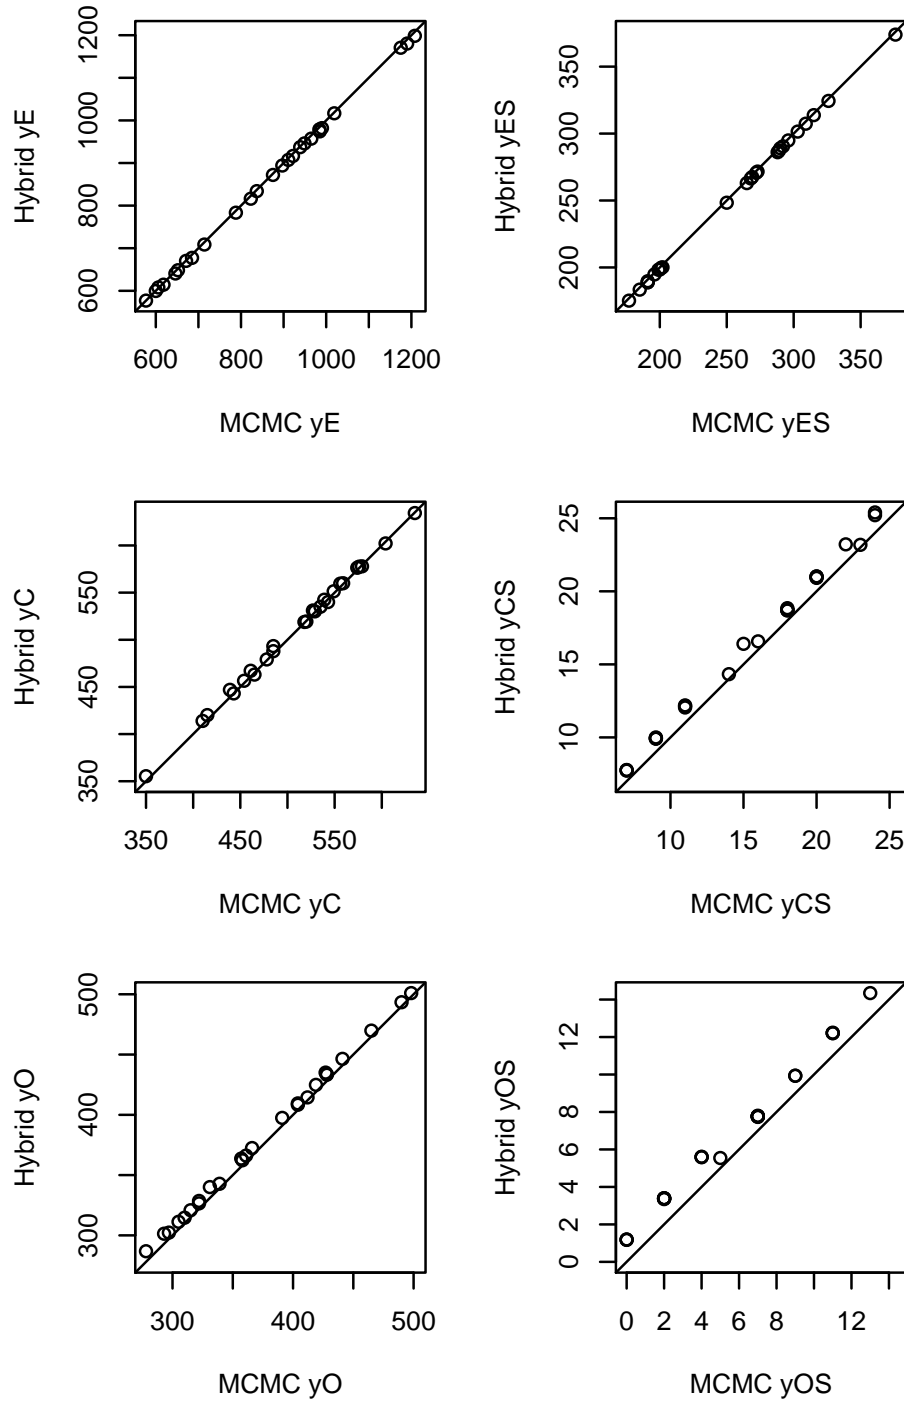 1200
1000
800
600
Hybrid yE
600 800 1000 1200
MCMC yE
350
300
250
200
Hybrid yES
200 250 300 350
MCMC yES
550
450
350
Hybrid yC
350 450 550
MCMC yC
25
20
15
10
Hybrid yCS
10 15 20 25
MCMC yCS
500
400
300
Hybrid yO
300 400 500
MCMC yO
12
8
6
4
2
0
Hybrid yOS
0 2 4 6 8 12
MCMC yOS